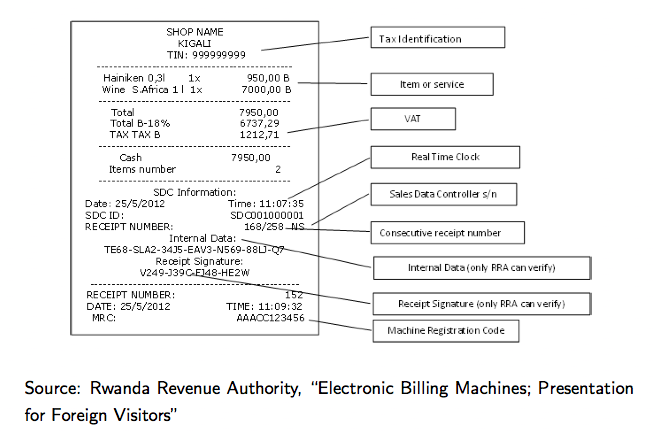 SHOP NAME
KIGALI
TIN: 999999999
Hainiken 0,3l 1x 950,00 B
Wine S.Africa 1 l 1x 7000,00 B
Total 7950,00
Total B-18% 6737,29
TAX TAX B 1212,71
Cash 7950,00
Items number 2
SDC Information:
Date: 25/5/2012 Time: 11:07:35
SDC ID: SDC001000001
RECEIPT NUMBER: 168/258 NS
Internal Data:
TE68-SLA2-34J5-EAV3-N569-88LJ-Q7
Receipt Signature:
V249-J39C-FJ48-HE2W
RECEIPT NUMBER: 152
DATE: 25/5/2012 TIME: 11:09:32
MRC: AAACC123456
Tax Identification
Item or service
VAT
Real Time Clock
Sales Data Controller s/n
Consecutive receipt number
Internal Data (only RRA can verify)
Receipt Signature (only RRA can verify)
Machine Registration Code
Source: Rwanda Revenue Authority, “Electronic Billing Machines; Presentation
for Foreign Visitors”